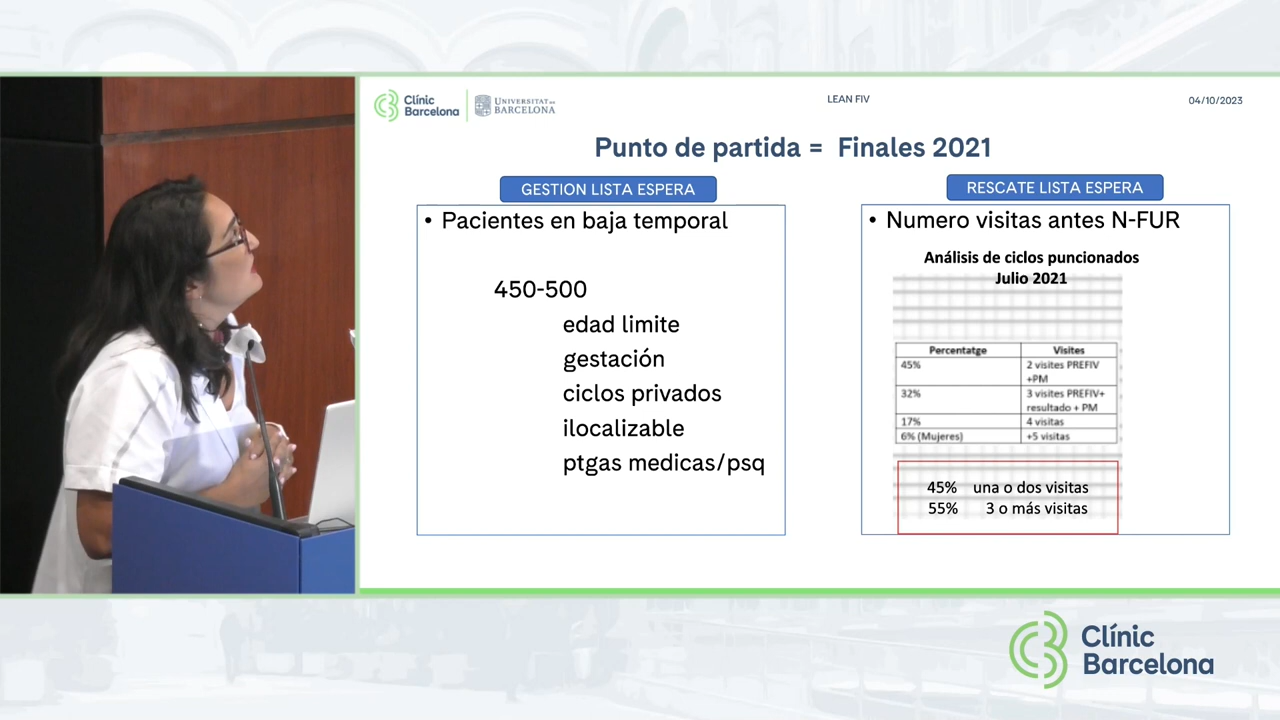 Clínic
Barcelona
UNIVERSITAT DE
BARCELONA
LEAN FIV
04/10/2023
Punto de partida = Finales 2021
GESTION LISTA ESPERA
• Pacientes en baja temporal
450-500
edad limite
gestación
ciclos privados
ilocalizable
ptgas medicas/psq
RESCATE LISTA ESPERA
• Numero visitas antes N-FUR
Análisis de ciclos puncionados
Julio 2021
Percentatge Visites
45% 2 visites PREFIV
+PM
32% 3 visites PREFIV+
resultado + PM
17% 4 visitas
6% (Mujeres) +5 visitas
45% una o dos visitas
55% 3 o más visitas
Clínic
Barcelona